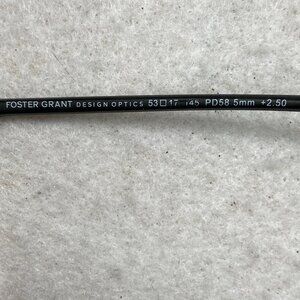 FOSTER GRANT DESIGN OPTICS 53□17 145 PD58 5mm +2.50